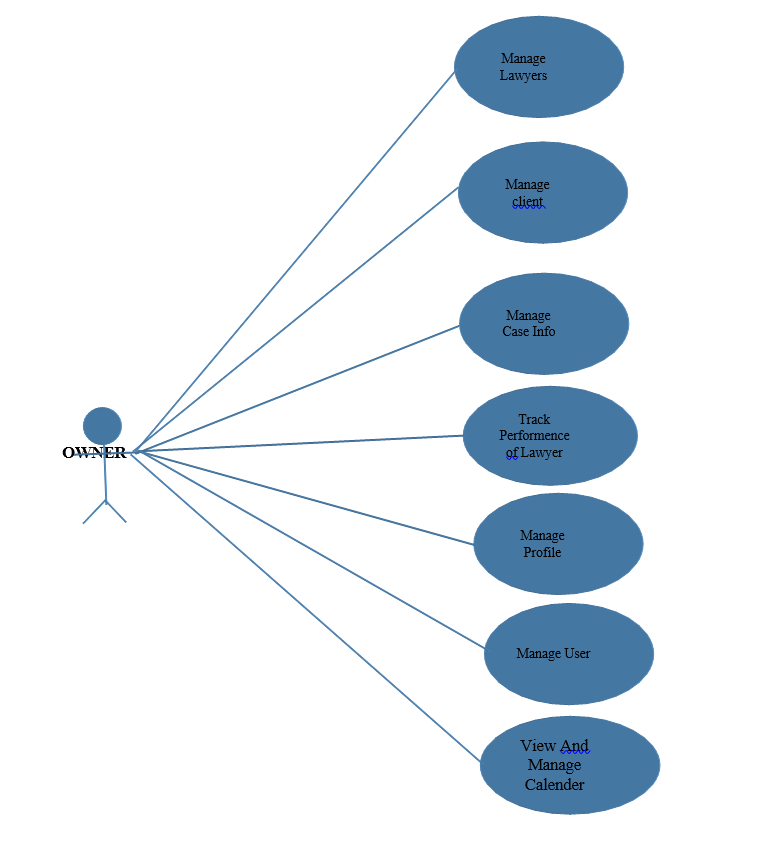 Manage
Lawyers
Manage
client
Manage
Case Info
Track
Performence
of Lawyer
OWNER
Manage
Profile
Manage User
View And
Manage
Calender